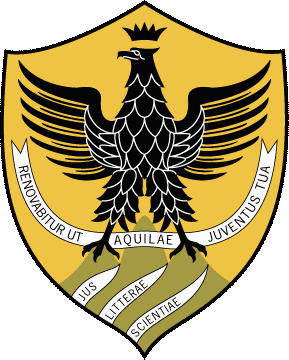 RENOVABITUR UT AQUILAE JUVENTUS TUA
JUS
LITTERAE
SCIENTIAE